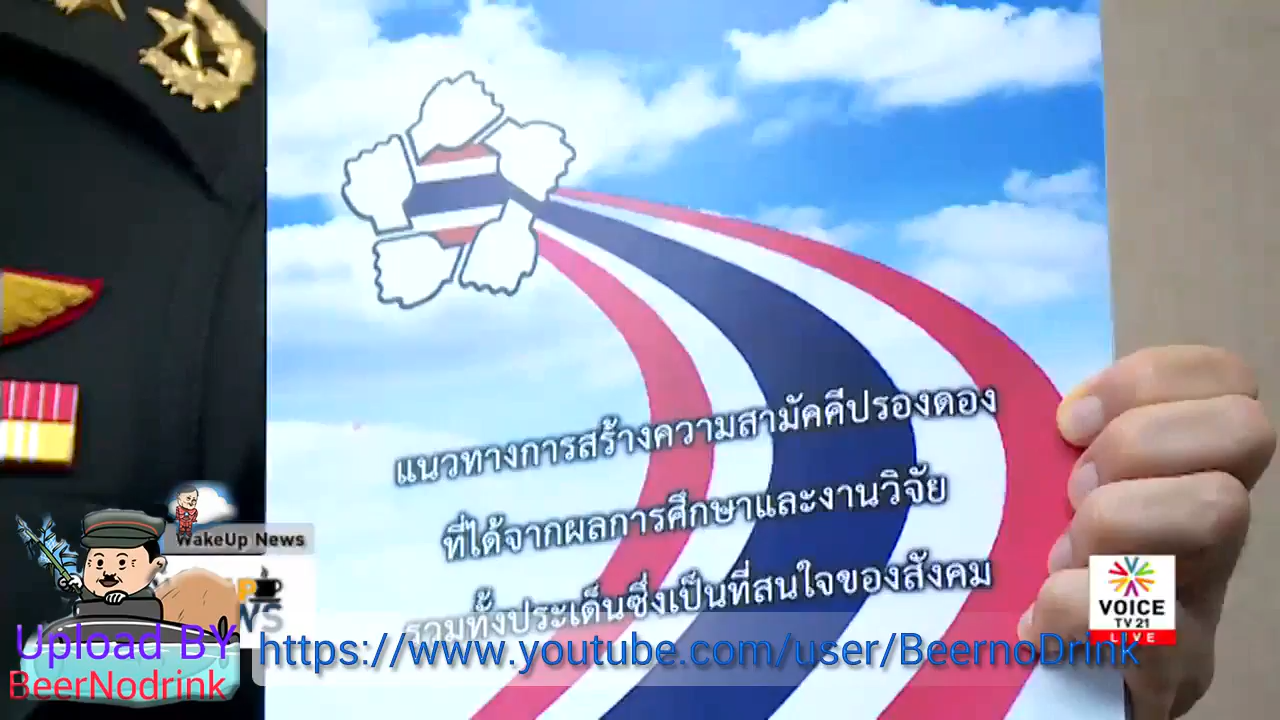 แนวทางการสร้างความสามัคคีปรองดอง
ที่ได้จากผลการศึกษาและงานวิจัย
รวมทั้งประเด็นซึ่งเป็นที่สนใจของสังคม
WakeUp News
VOICE
TV 21
LIVE
Upload BY https://www.youtube.com/user/BeernoDrink
BeerNodrink